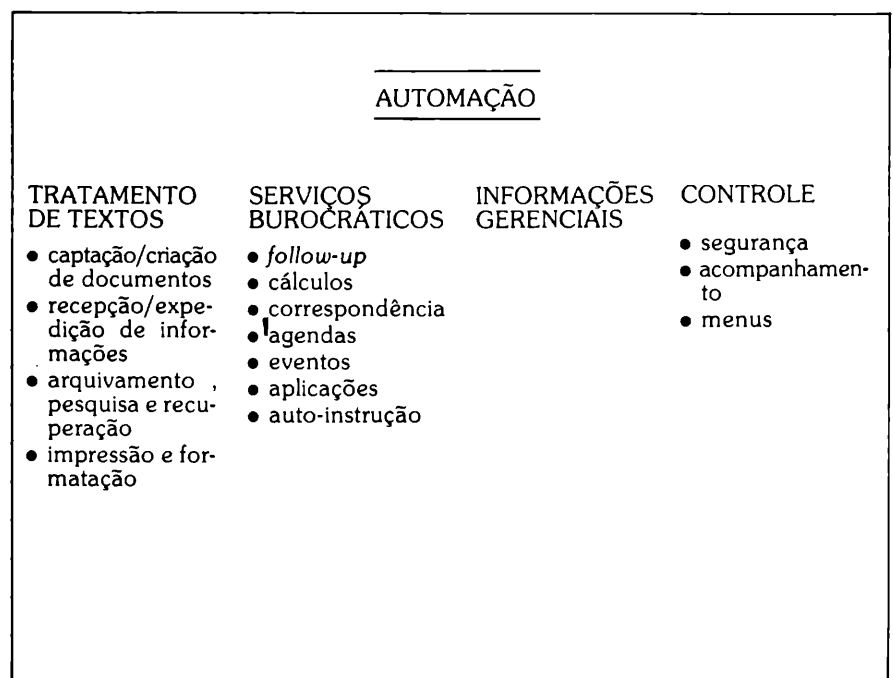 AUTOMAÇÃO
TRATAMENTO
DE TEXTOS
• captação/criação
de documentos
• recepção/expe-
dição de infor-
mações
• arquivamento ,
pesquisa e recu-
peração
• impressão e for-
matação
SERVIÇOS
BUROCRÁTICOS
• follow-up
• cálculos
• correspondência
• agendas
• eventos
• aplicações
• auto-instrução
INFORMAÇÕES
GERENCIAIS
CONTROLE
• segurança
• acompanhamen-
to
• menus